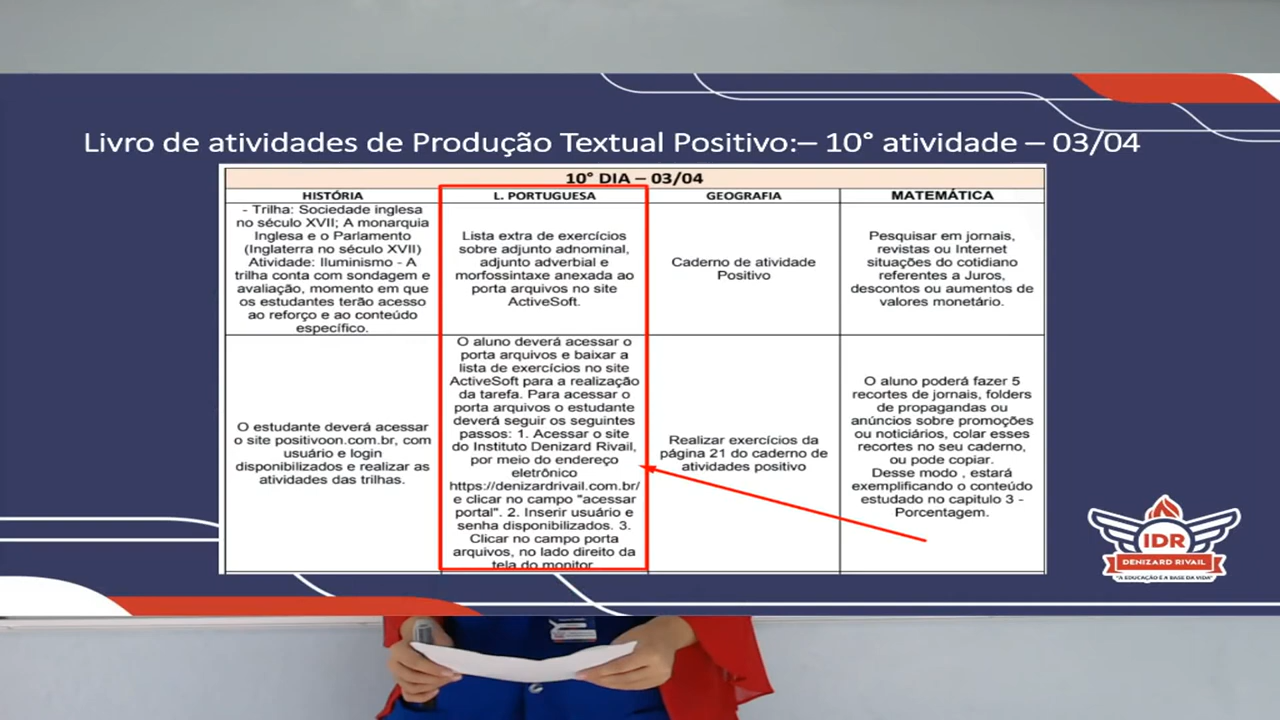 Livro de atividades de Produção Textual Positivo:– 10° atividade – 03/04
10° DIA – 03/04
HISTÓRIA
L. PORTUGUESA
GEOGRAFIA
MATEMÁTICA
- Trilha: Sociedade inglesa
no século XVII; A monarquia
Inglesa e o Parlamento
(Inglaterra no século XVII)
Atividade: Iluminismo - A
trilha conta com sondagem e
avaliação, momento em que
os estudantes terão acesso
ao reforço e ao conteúdo
específico.
Lista extra de exercícios
sobre adjunto adnominal,
adjunto adverbial e
morfossintaxe anexada ao
porta arquivos no site
ActiveSoft.
Caderno de atividade
Positivo
Pesquisar em jornais,
revistas ou Internet
situações do cotidiano
referentes a Juros,
descontos ou aumentos de
valores monetário.
O estudante deverá acessar
o site positivoon.com.br, com
usuário e login
disponibilizados e realizar as
atividades das trilhas.
O aluno deverá acessar o
porta arquivos e baixar a
lista de exercícios no site
ActiveSoft para a realização
da tarefa. Para acessar o
porta arquivos o estudante
deverá seguir os seguintes
passos: 1. Acessar o site
do Instituto Denizard Rivail,
por meio do endereço
eletrônico
https://denizardrivail.com.br/
e clicar no campo "acessar
portal". 2. Inserir usuário e
senha disponibilizados. 3.
Clicar no campo porta
arquivos, no lado direito da
tela do monitor
Realizar exercícios da
página 21 do caderno de
atividades positivo
O aluno poderá fazer 5
recortes de jornais, folders
de propagandas ou
anúncios sobre promoções
ou noticiários, colar esses
recortes no seu caderno,
ou pode copiar.
Desse modo , estará
exemplificando o conteúdo
estudado no capitulo 3 -
Porcentagem.
IDR
DENIZARD RIVAIL
"A EDUCAÇÃO É A BASE DA VIDA"